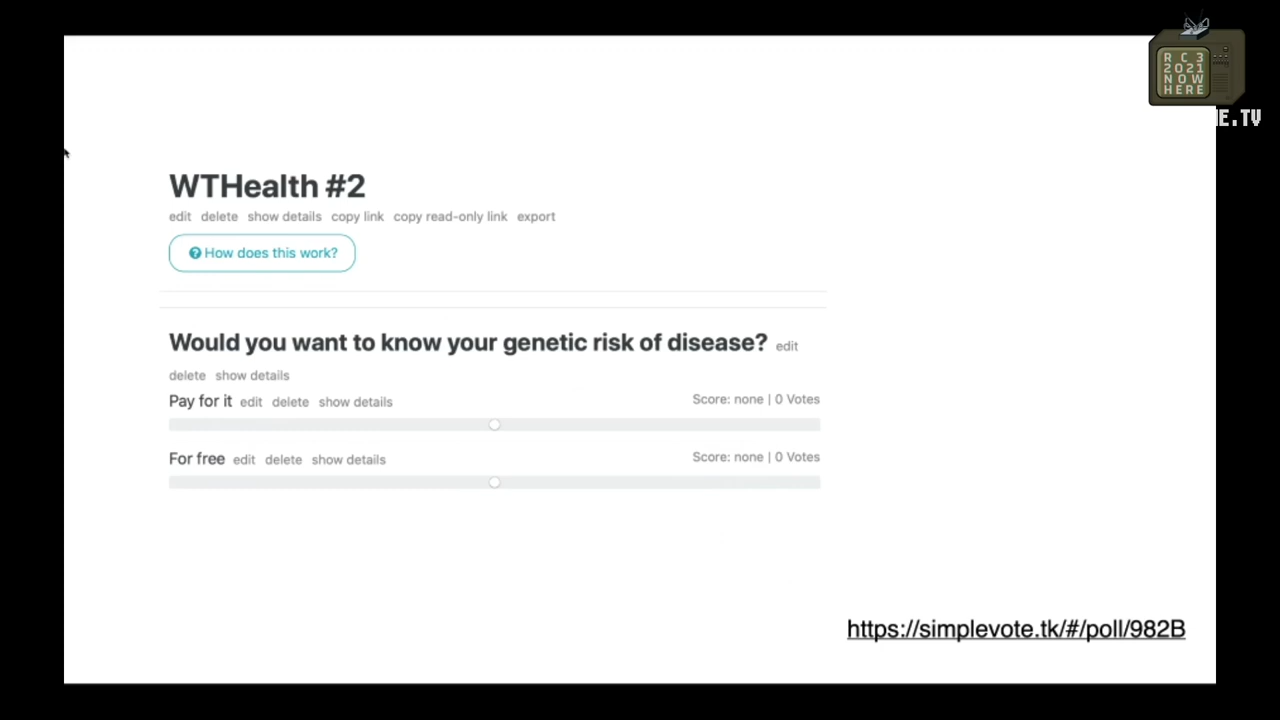 R C 3
2021
NOW
HERE
E.TV
WTHealth #2
edit delete show details copy link copy read-only link export
How does this work?
Would you want to know your genetic risk of disease? edit
delete show details
Pay for it edit delete show details Score: none | 0 Votes
For free edit delete show details Score: none | 0 Votes
https://simplevote.tk/#/poll/982B